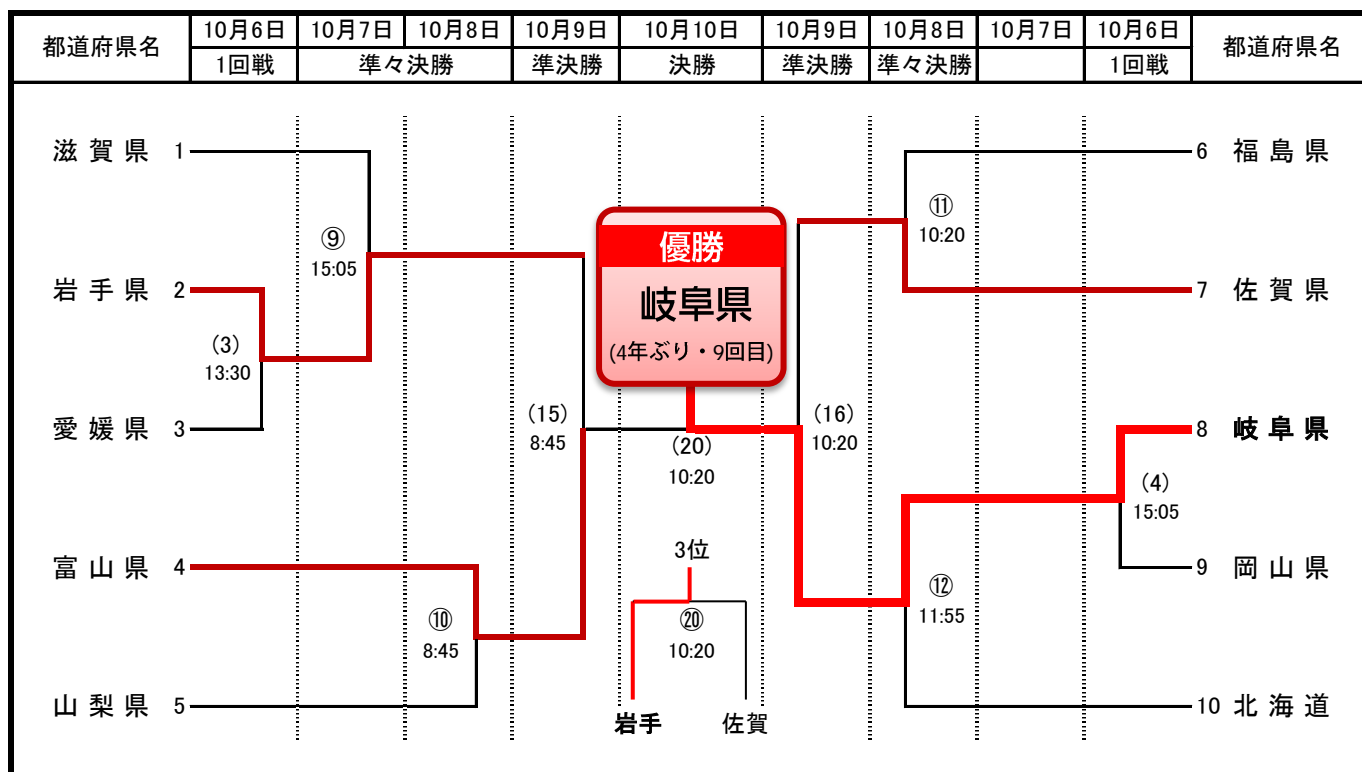 都道府県名 10月6日 10月7日 10月8日 10月9日 10月10日 10月9日 10月8日 10月7日 10月6日 都道府県名
1回戦 準々決勝 準決勝 決勝 準決勝 準々決勝 1回戦
滋賀県 1
6 福島県
⑪
10:20
⑨
15:05
優勝
岐阜県
(4年ぶり・9回目)
岩手県 2
7 佐賀県
(3)
13:30
愛媛県 3
(15)
8:45
(20)
10:20
(16)
10:20
8 岐阜県
(4)
15:05
富山県 4
3位
9 岡山県
⑩
8:45
⑳
10:20
⑫
11:55
山梨県 5
岩手 佐賀
10 北海道